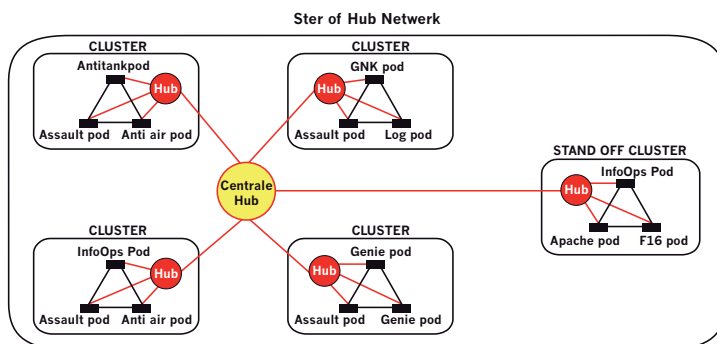 Ster of Hub Netwerk
CLUSTER
Antitankpod
Hub
Assault pod Anti air pod
CLUSTER
GNK pod
Hub
Assault pod Log pod
STAND OFF CLUSTER
InfoOps Pod
Hub
Apache pod F16 pod
Centrale
Hub
CLUSTER
InfoOps Pod
Hub
Assault pod Anti air pod
CLUSTER
Genie pod
Hub
Assault pod Genie pod